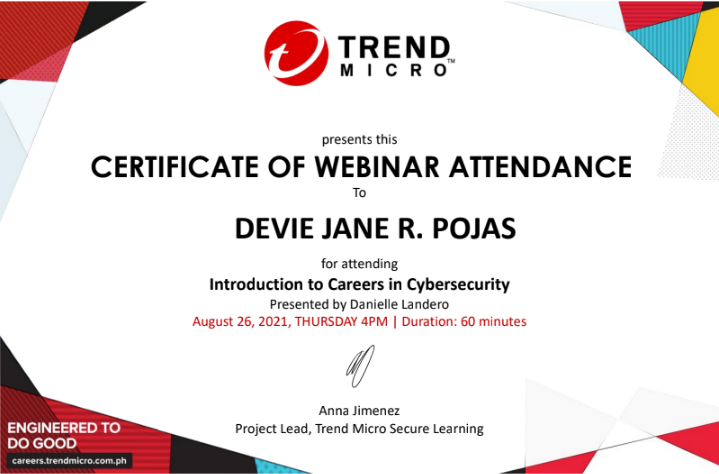 TREND
MICRO™
presents this
CERTIFICATE OF WEBINAR ATTENDANCE
To
DEVIE JANE R. POJAS
for attending
Introduction to Careers in Cybersecurity
Presented by Danielle Landero
August 26, 2021, THURSDAY 4PM | Duration: 60 minutes
Anna Jimenez
Project Lead, Trend Micro Secure Learning
ENGINEERED TO
DO GOOD
careers.trendmicro.com.ph